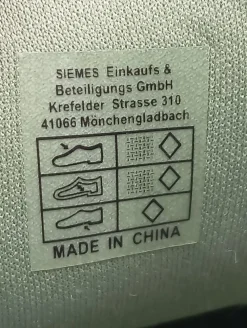 SIEMES Einkaufs &
Beteiligungs GmbH
Krefelder Strasse 310
41066 Mönchengladbach
MADE IN CHINA